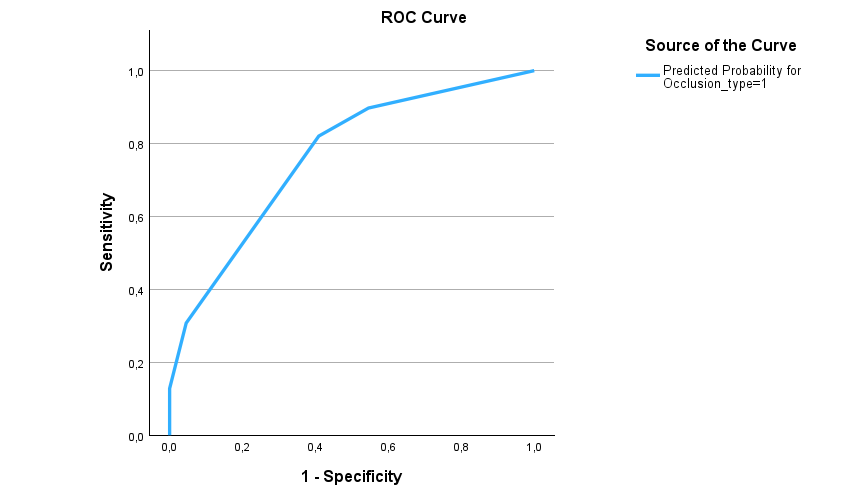 ROC Curve
Source of the Curve
Predicted Probability for
Occlusion_type=1
Sensitivity
1,0
0,8
0,6
0,4
0,2
0,0
0,0 0,2 0,4 0,6 0,8 1,0
1 - Specificity